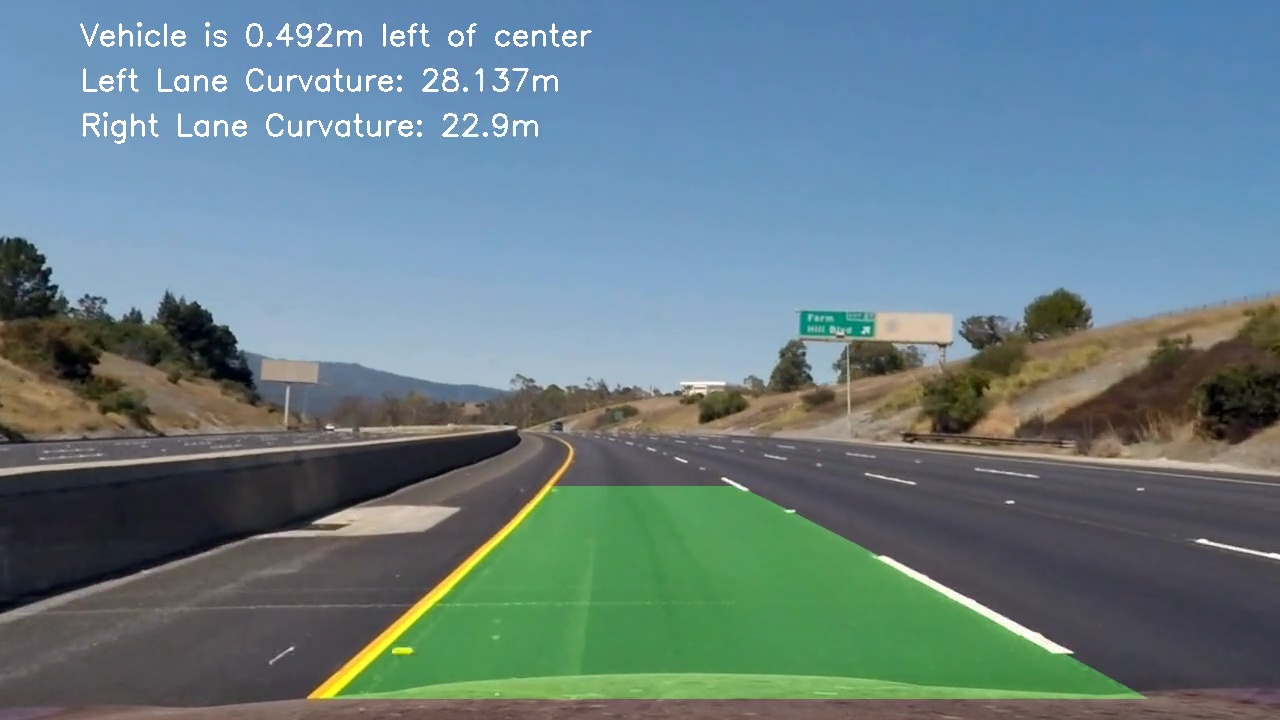 Vehicle is 0.492m left of center
Left Lane Curvature: 28.137m
Right Lane Curvature: 22.9m
Farm
Hill Blvd